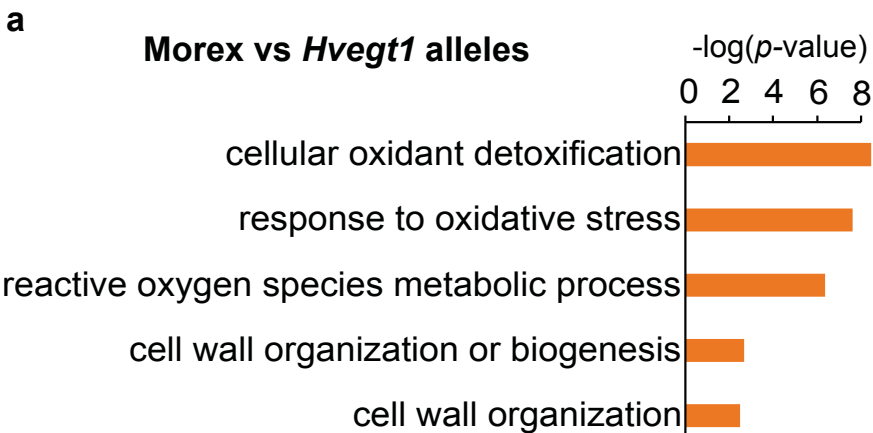 a
Morex vs Hvegt1 alleles
-log(p-value)
0 2 4 6 8
cellular oxidant detoxification
response to oxidative stress
reactive oxygen species metabolic process
cell wall organization or biogenesis
cell wall organization